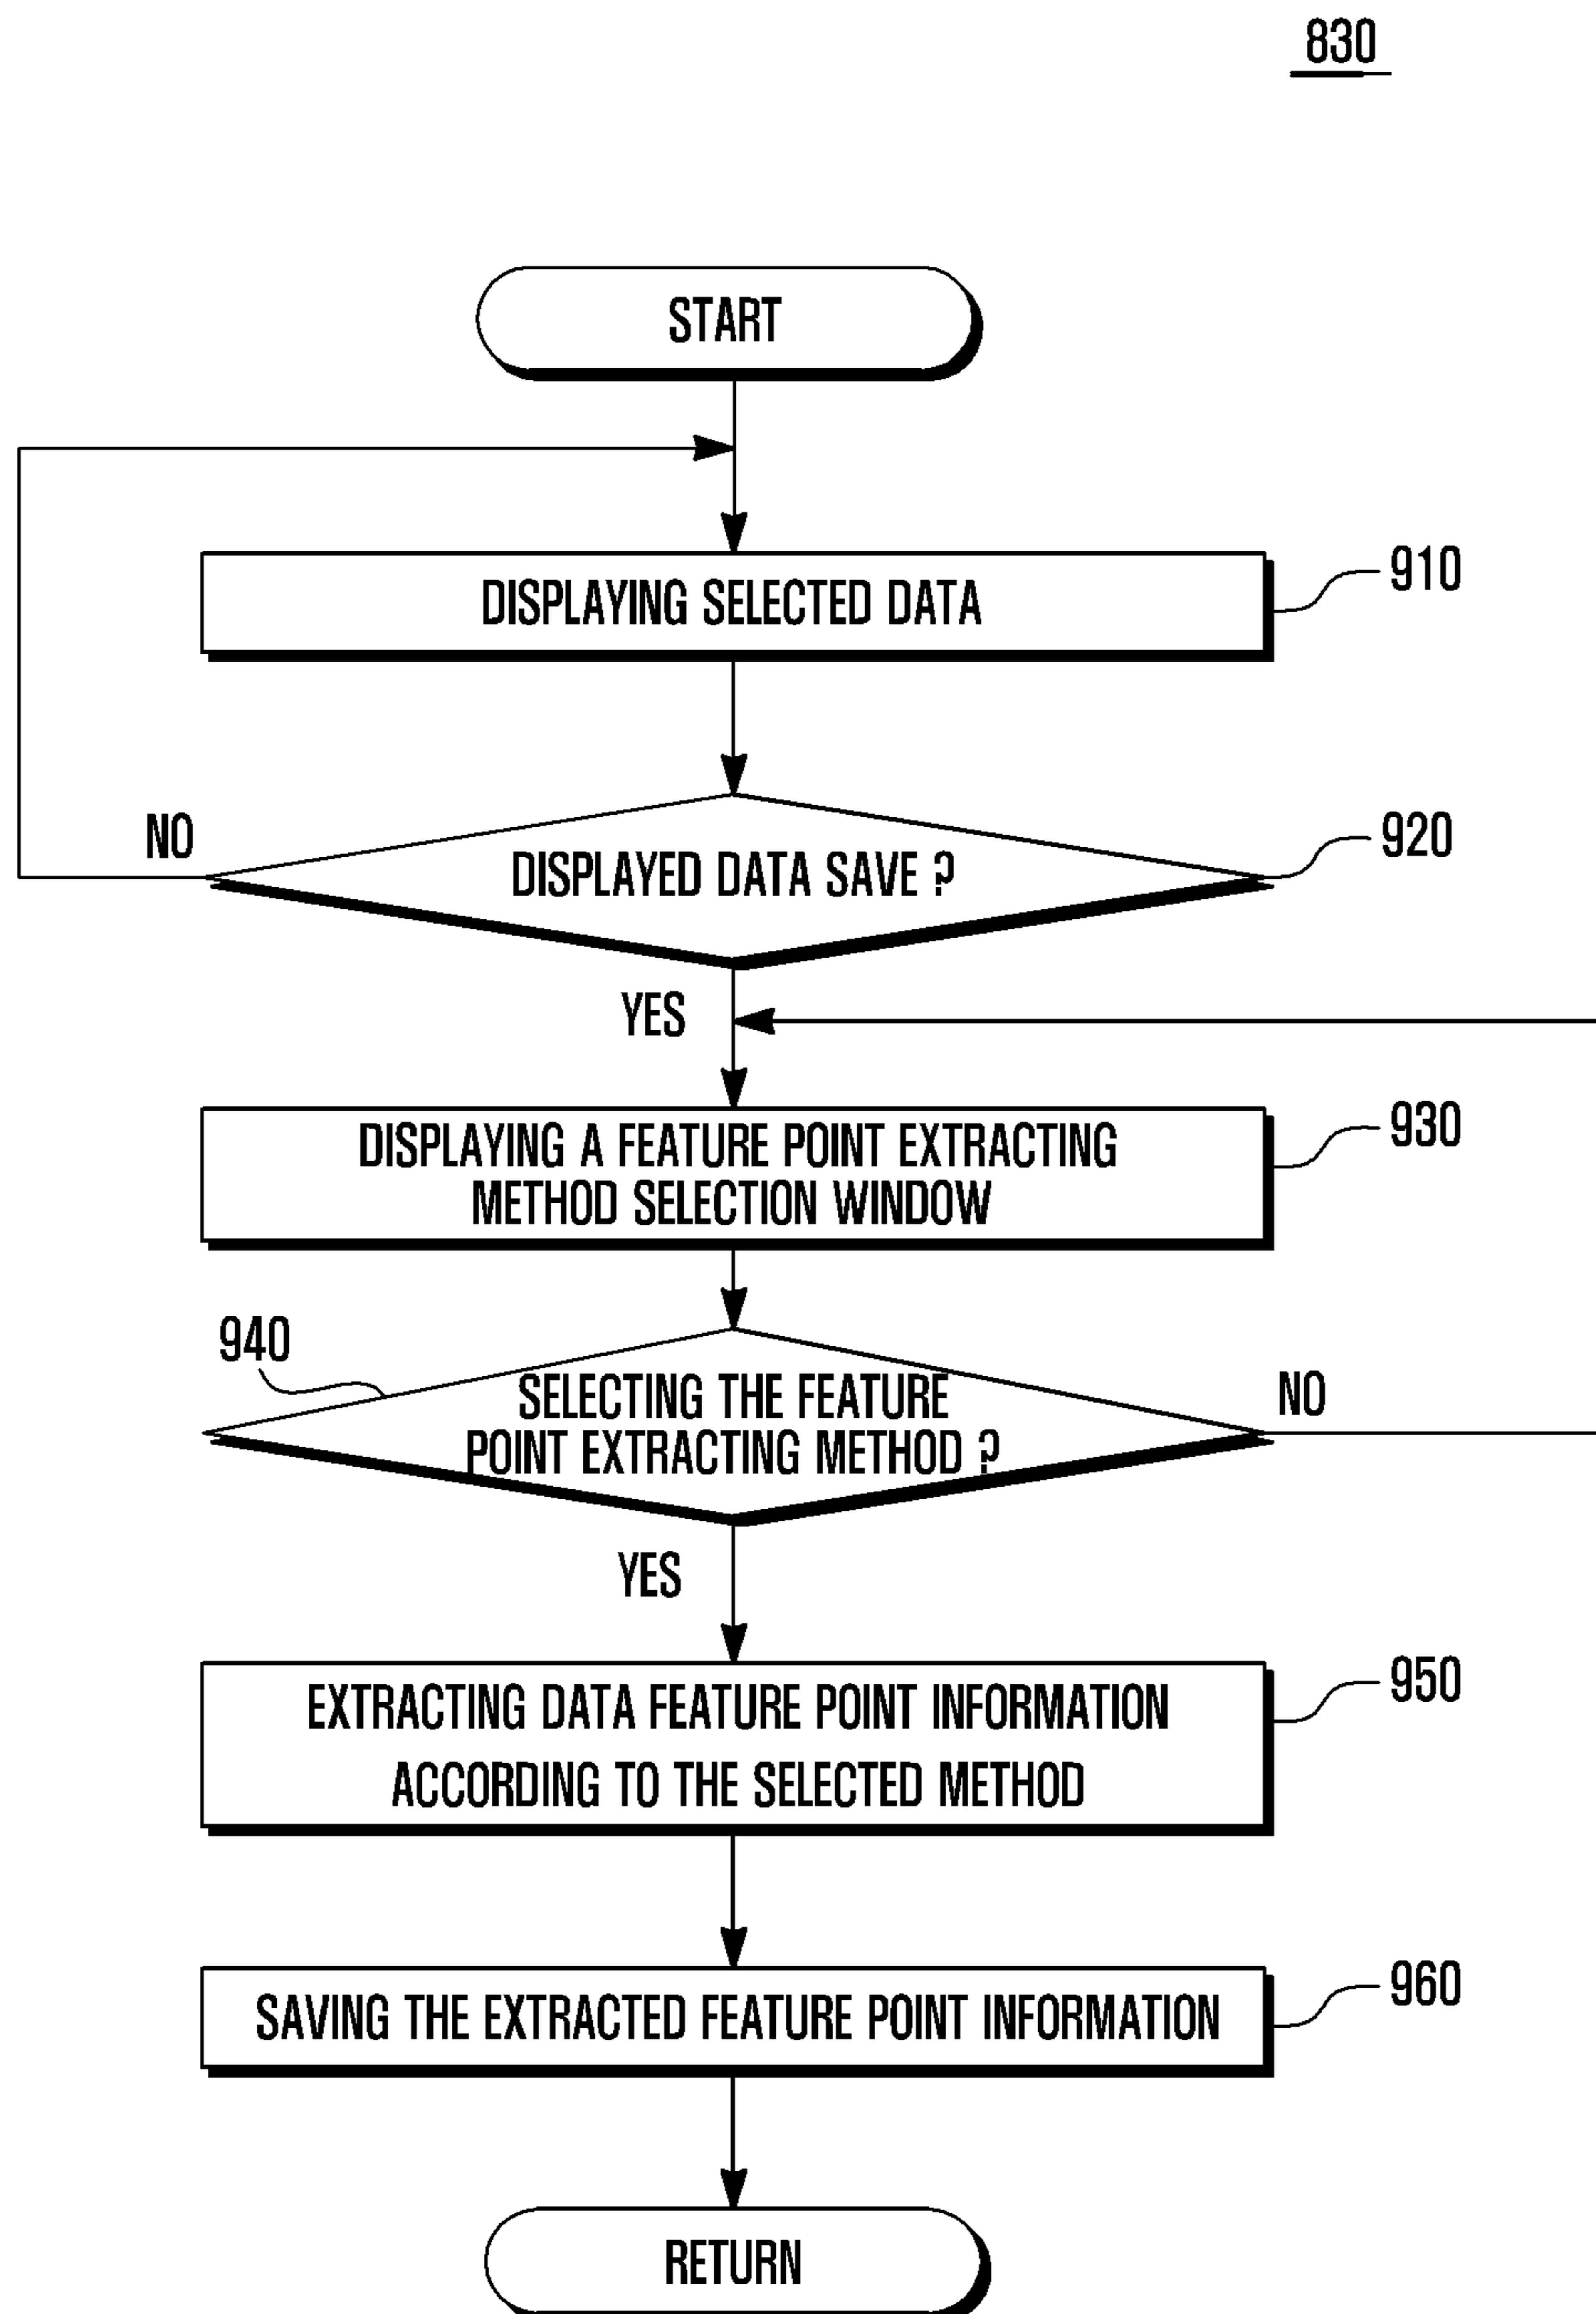 830
START
DISPLAYING SELECTED DATA
910
NO
DISPLAYED DATA SAVE ?
920
YES
DISPLAYING A FEATURE POINT EXTRACTING
METHOD SELECTION WINDOW
930
940
SELECTING THE FEATURE
POINT EXTRACTING METHOD ?
NO
YES
EXTRACTING DATA FEATURE POINT INFORMATION
ACCORDING TO THE SELECTED METHOD
950
SAVING THE EXTRACTED FEATURE POINT INFORMATION
960
RETURN